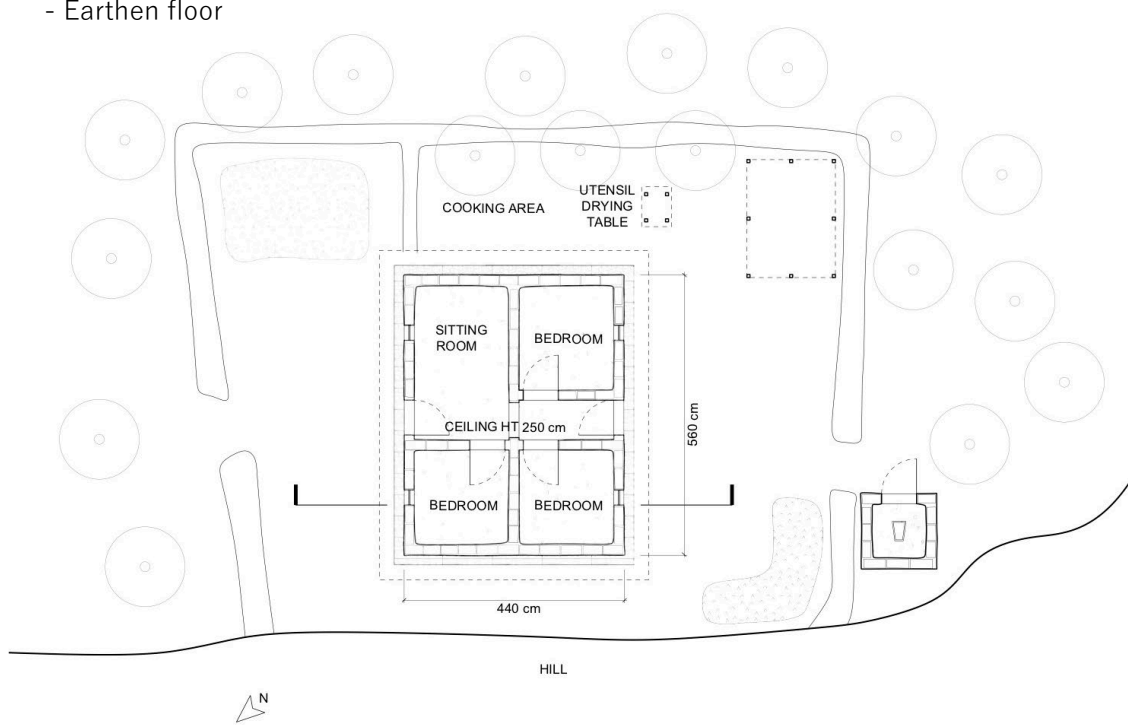 - Earthen floor
COOKING AREA
UTENSIL
DRYING
TABLE
SITTING
ROOM
BEDROOM
CEILING HT 250 cm
560 cm
BEDROOM
BEDROOM
440 cm
HILL
N